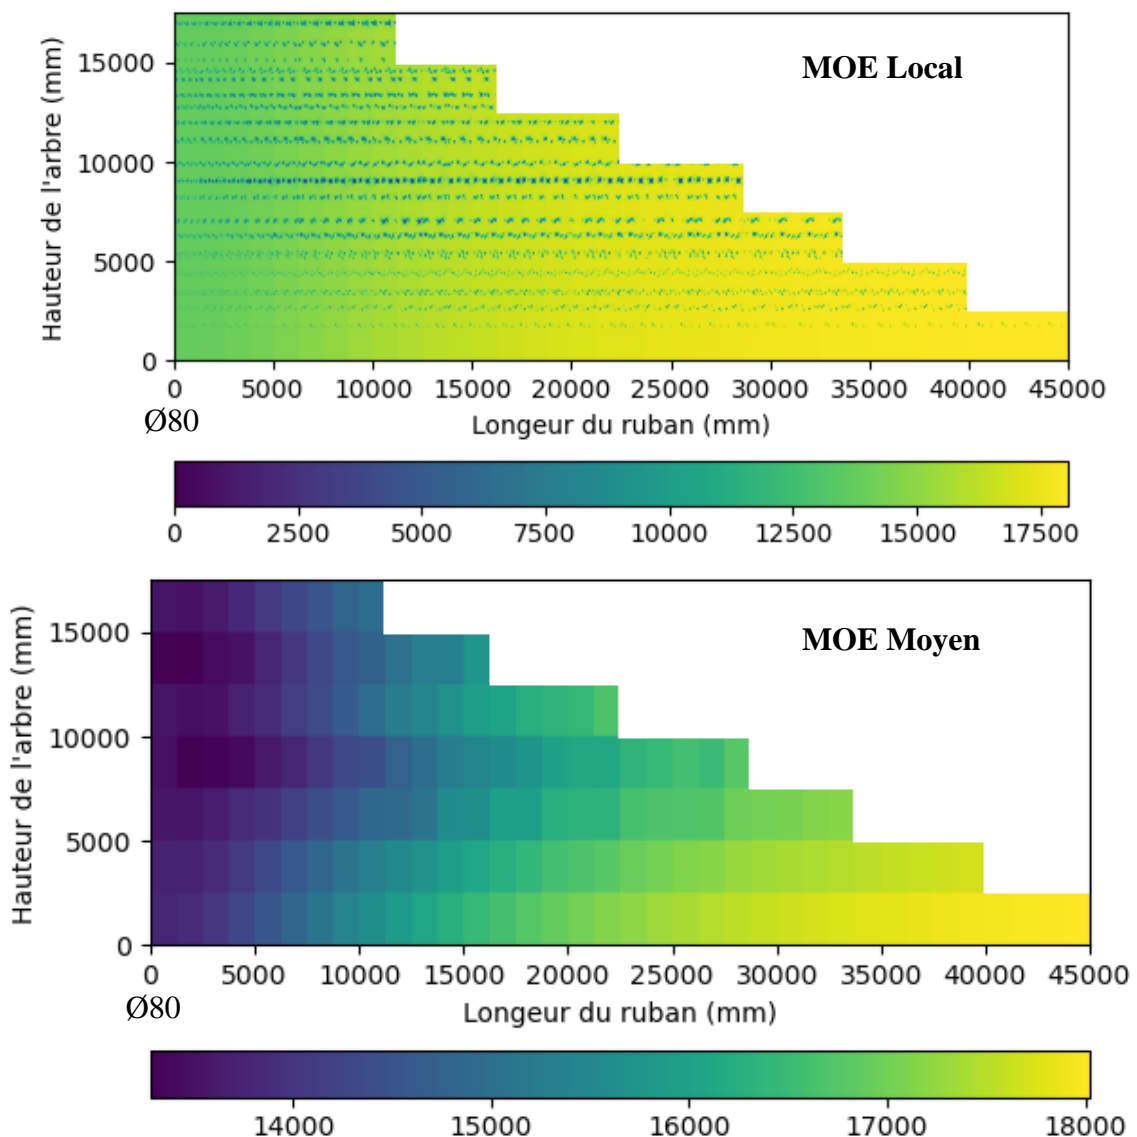 MOE Local
Hauteur de l'arbre (mm)
15000
10000
5000
0
0 5000 10000 15000 20000 25000 30000 35000 40000 45000
Ø80
Longeur du ruban (mm)
0 2500 5000 7500 10000 12500 15000 17500
MOE Moyen
Hauteur de l'arbre (mm)
15000
10000
5000
0
0 5000 10000 15000 20000 25000 30000 35000 40000 45000
Ø80
Longeur du ruban (mm)
14000 15000 16000 17000 18000